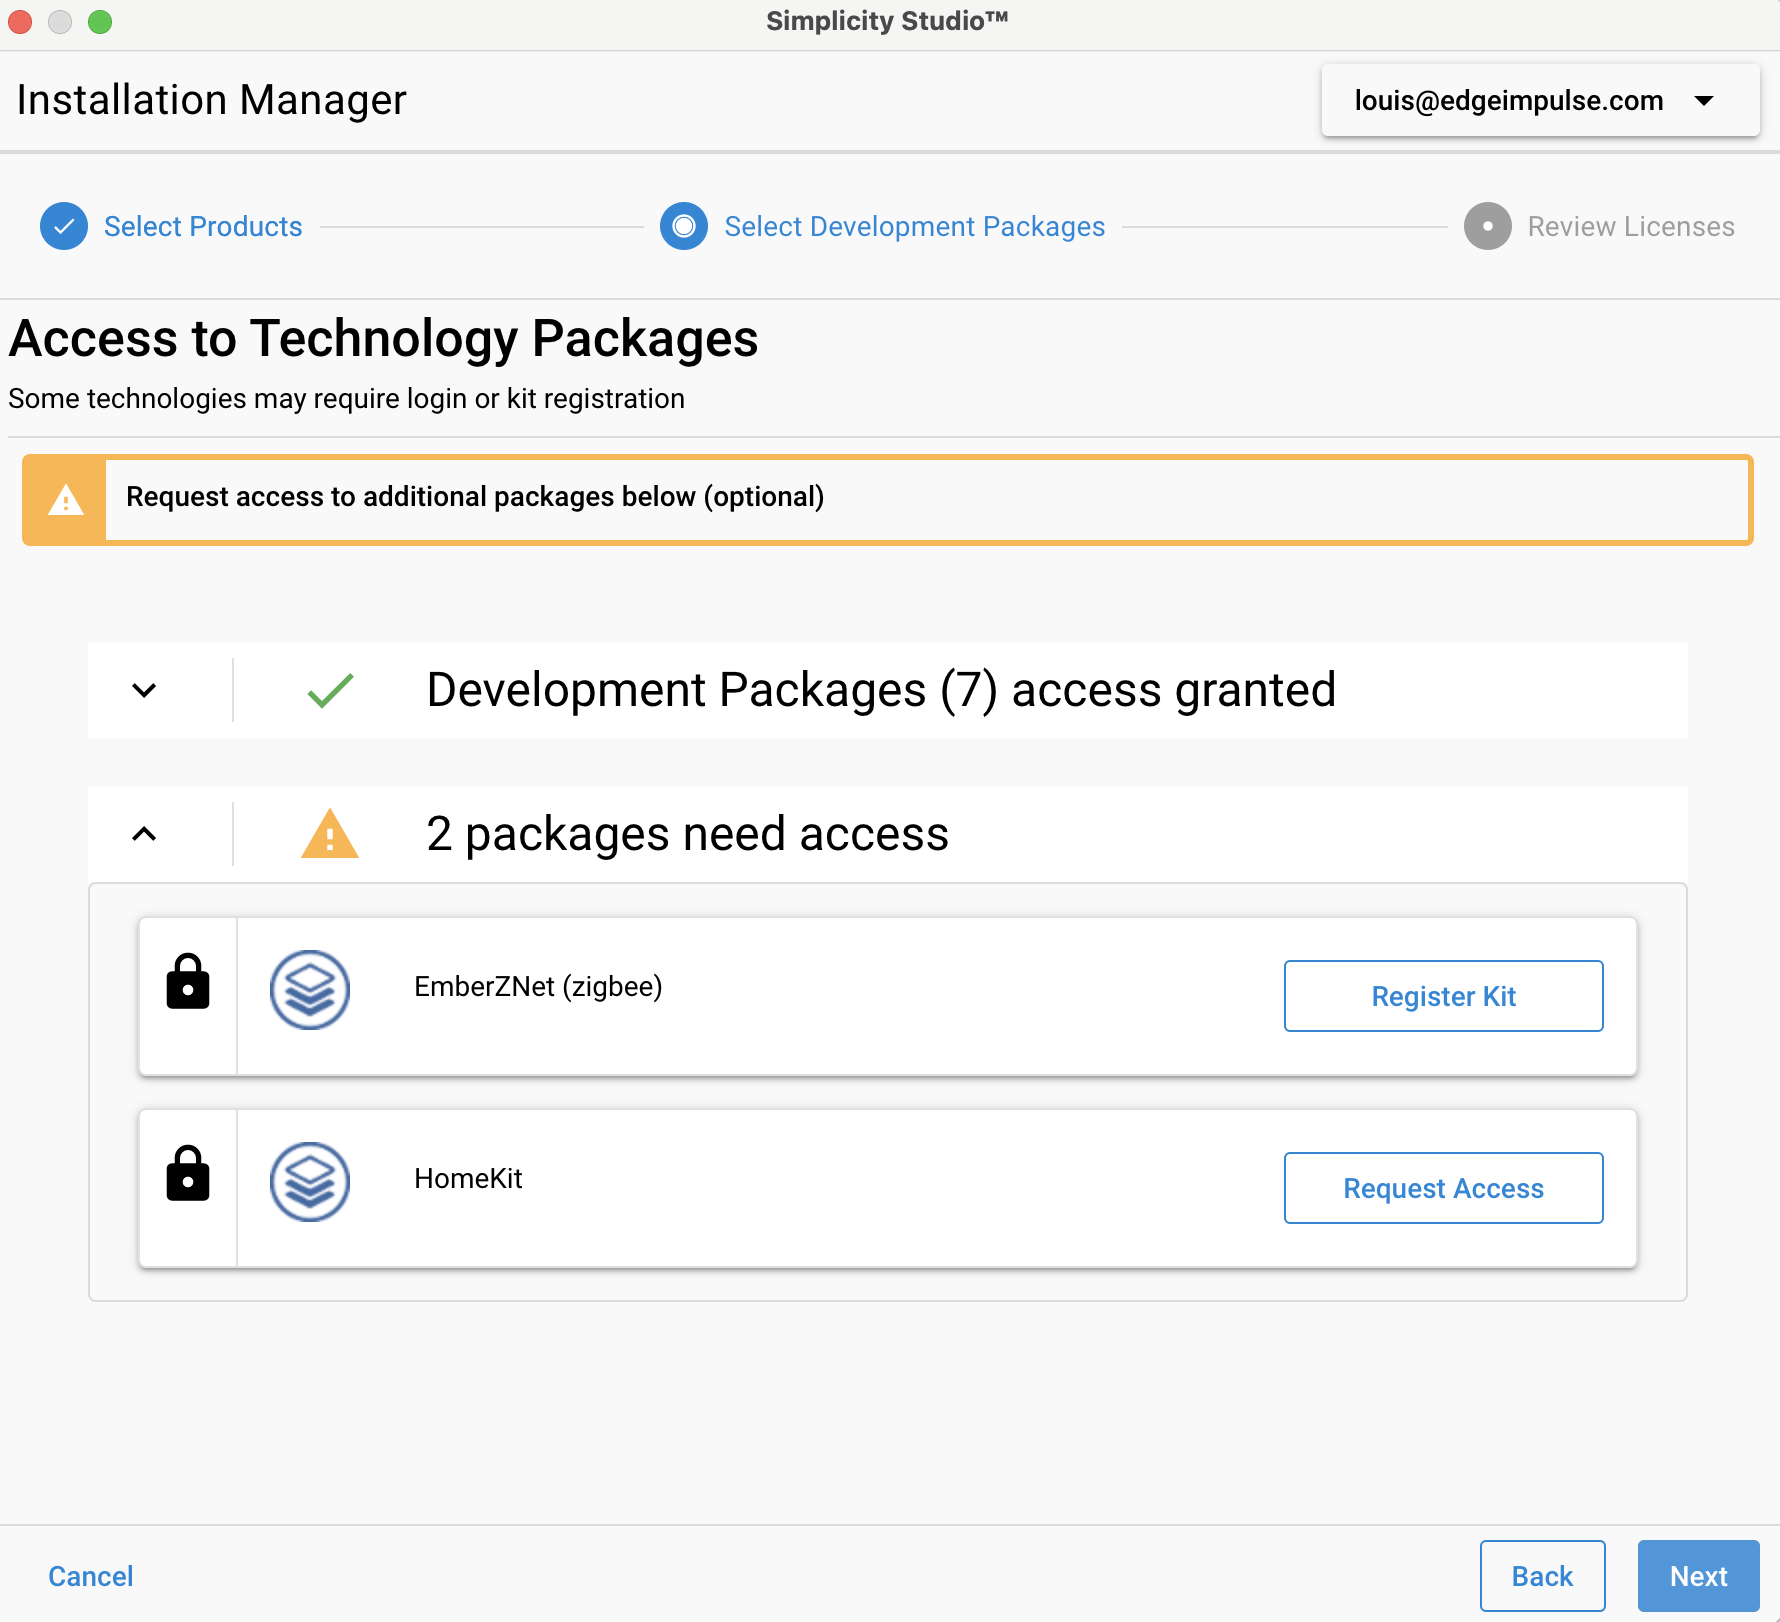 Simplicity Studio™
Installation Manager
louis@edgeimpulse.com
Select Products
Select Development Packages
Review Licenses
Access to Technology Packages
Some technologies may require login or kit registration
Request access to additional packages below (optional)
Development Packages (7) access granted
2 packages need access
EmberZNet (zigbee)
Register Kit
HomeKit
Request Access
Cancel
Back
Next